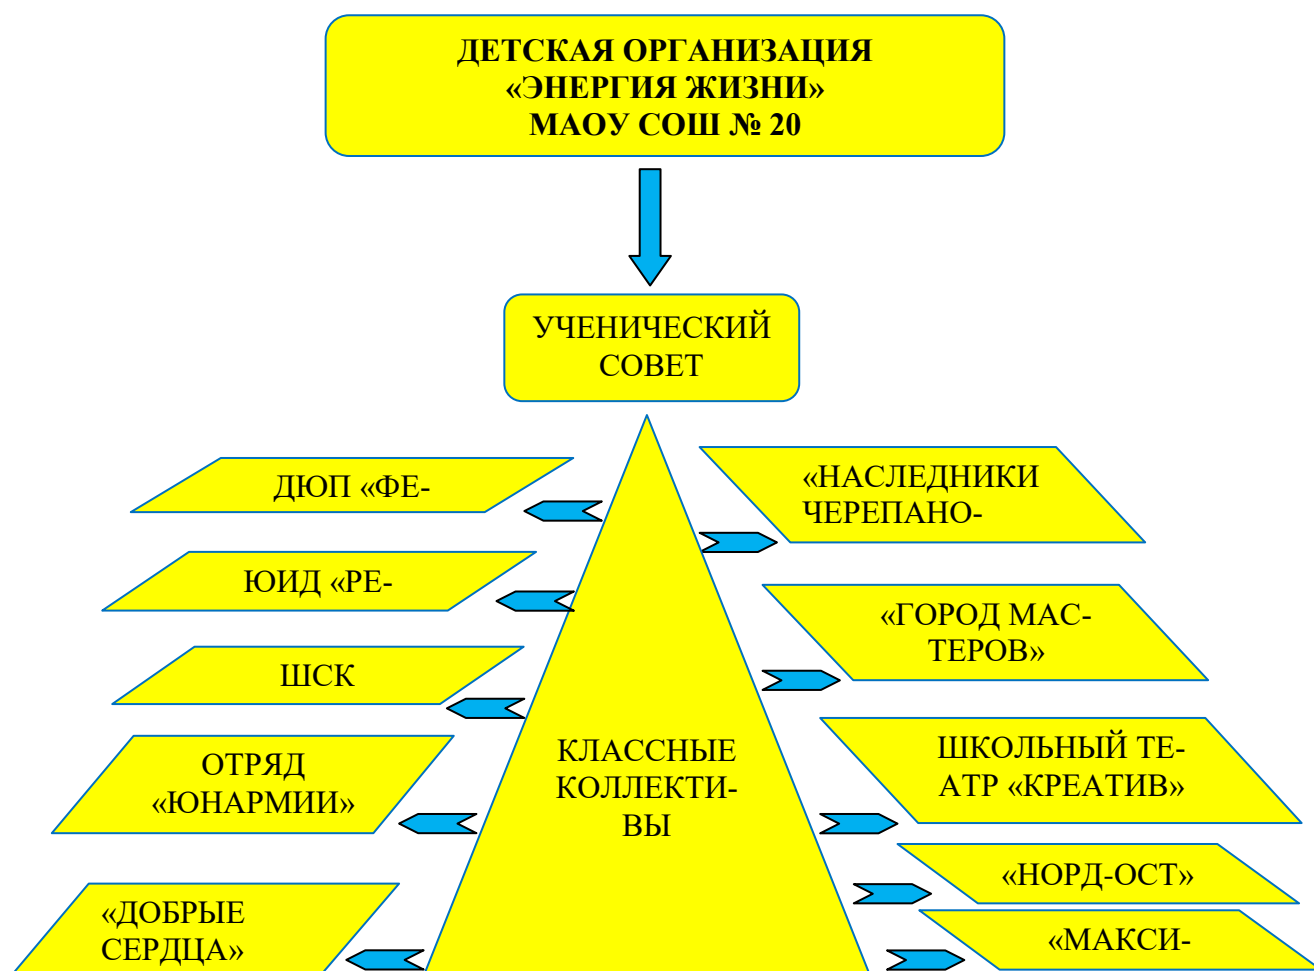 ДЕТСКАЯ ОРГАНИЗАЦИЯ
«ЭНЕРГИЯ ЖИЗНИ»
МАОУ СОШ № 20
УЧЕНИЧЕСКИЙ
СОВЕТ
ДЮП «ФЕ-
ЮИД «РЕ-
ШСК
ОТРЯД
«ЮНАРМИИ»
«ДОБРЫЕ
СЕРДЦА»
КЛАССНЫЕ
КОЛЛЕКТИ-
ВЫ
«НАСЛЕДНИКИ
ЧЕРЕПАНО-
«ГОРОД МАС-
ТЕРОВ»
ШКОЛЬНЫЙ ТЕ-
АТР «КРЕАТИВ»
«НОРД-ОСТ»
«МАКСИ-